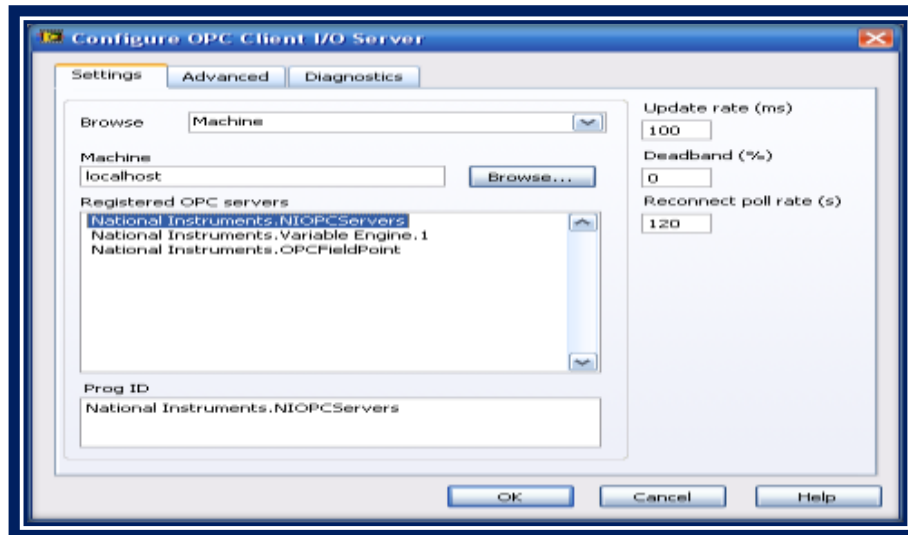 Configure OPC Client I/O Server
Settings Advanced Diagnostics
Browse Machine
Machine
localhost Browse...
Registered OPC servers
National Instruments.NIOPCServers
National Instruments.Variable Engine.1
National Instruments.OPCFieldPoint
Prog ID
National Instruments.NIOPCServers
Update rate (ms)
100
Deadband (%)
0
Reconnect poll rate (s)
120
OK Cancel Help